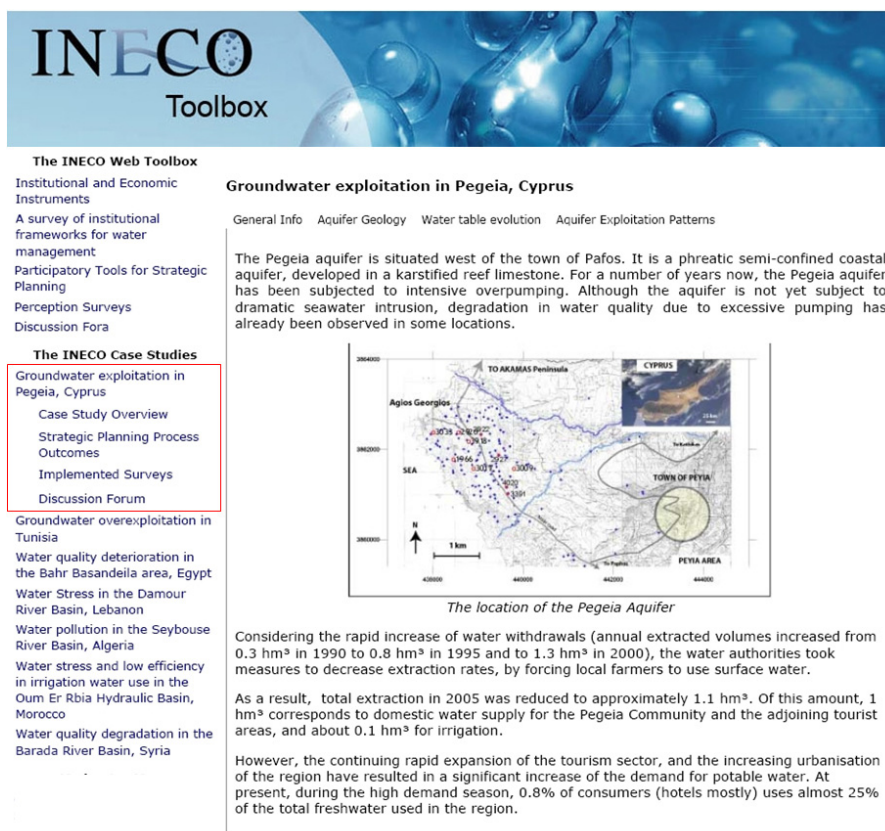 INECO
Toolbox
The INECO Web Toolbox
Institutional and Economic
Instruments
A survey of institutional
frameworks for water
management
Participatory Tools for Strategic
Planning
Perception Surveys
Discussion Fora
The INECO Case Studies
Groundwater exploitation in
Pegeia, Cyprus
Case Study Overview
Strategic Planning Process
Outcomes
Implemented Surveys
Discussion Forum
Groundwater overexploitation in
Tunisia
Water quality deterioration in
the Bahr Basandeila area, Egypt
Water Stress in the Damour
River Basin, Lebanon
Water pollution in the Seybouse
River Basin, Algeria
Water stress and low efficiency
in irrigation water use in the
Oum Er Rbia Hydraulic Basin,
Morocco
Water quality degradation in the
Barada River Basin, Syria
Groundwater exploitation in Pegeia, Cyprus
General Info Aquifer Geology Water table evolution Aquifer Exploitation Patterns
The Pegeia aquifer is situated west of the town of Pafos. It is a phreatic semi-confined coastal
aquifer, developed in a karstified reef limestone. For a number of years now, the Pegeia aquifer
has been subjected to intensive overpumping. Although the aquifer is not yet subject to
dramatic seawater intrusion, degradation in water quality due to excessive pumping has
already been observed in some locations.
3864000
TO AKAMAS Peninsula
CYPRUS
Agios Georgios
3862000
SEA
TOWN OF PEYIA
N
3860000
1 km
PEYIA AREA
438000 440000 442000 444000
The location of the Pegeia Aquifer
Considering the rapid increase of water withdrawals (annual extracted volumes increased from
0.3 hm³ in 1990 to 0.8 hm³ in 1995 and to 1.3 hm³ in 2000), the water authorities took
measures to decrease extraction rates, by forcing local farmers to use surface water.
As a result, total extraction in 2005 was reduced to approximately 1.1 hm³. Of this amount, 1
hm³ corresponds to domestic water supply for the Pegeia Community and the adjoining tourist
areas, and about 0.1 hm³ for irrigation.
However, the continuing rapid expansion of the tourism sector, and the increasing urbanisation
of the region have resulted in a significant increase of the demand for potable water. At
present, during the high demand season, 0.8% of consumers (hotels mostly) uses almost 25%
of the total freshwater used in the region.